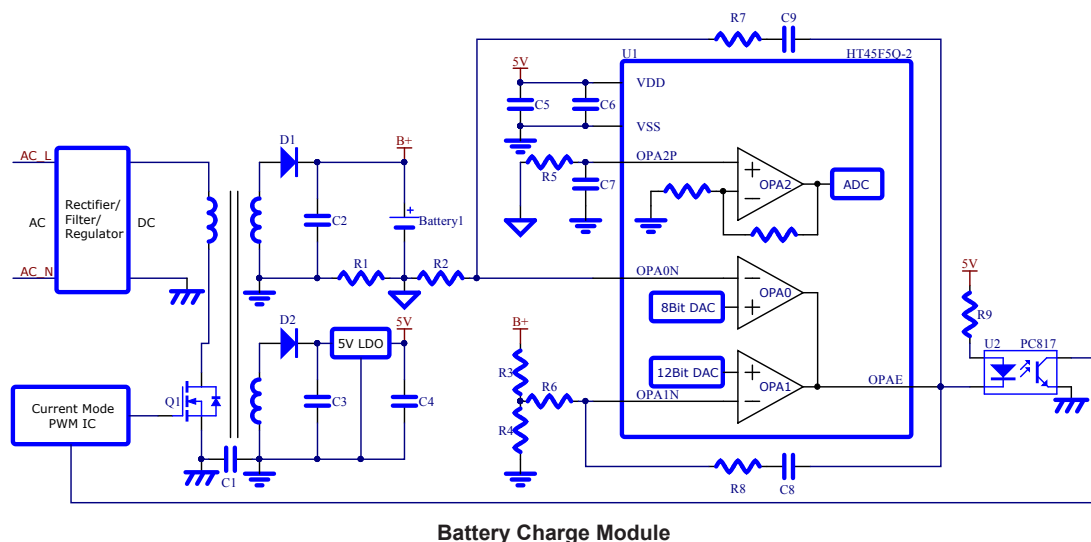 R7
C9
U1
HT45F5Q-2
5V
VDD
C5
C6
VSS
D1
B+
AC_L
OPA2P
R5
C7
OPA2
ADC
Rectifier/
Filter/
Regulator
AC
DC
C2
Battery1
AC_N
R1
R2
OPA0N
OPA0
8Bit DAC
5V
D2
5V
5V LDO
B+
R9
U2
PC817
R3
12Bit DAC
R6
OPA1
OPAE
Q1
C3
C4
OPA1N
Current Mode
PWM IC
R4
C1
R8
C8
Battery Charge Module